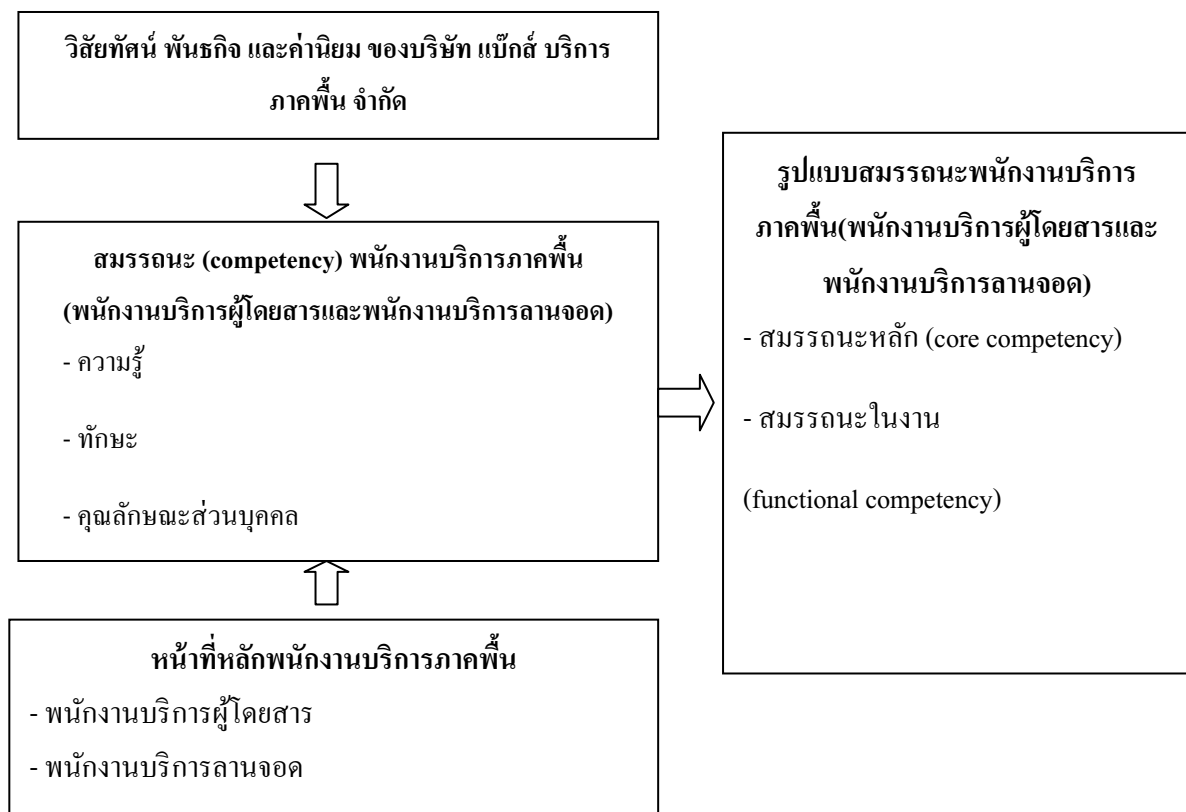 วิสัยทัศน์ พันธกิจ และค่านิยม ของบริษัท แบ๊กส์ บริการ
ภาคพื้น จำกัด
สมรรถนะ (competency) พนักงานบริการภาคพื้น
(พนักงานบริการผู้โดยสารและพนักงานบริการลานจอด)
- ความรู้
- ทักษะ
- คุณลักษณะส่วนบุคคล
หน้าที่หลักพนักงานบริการภาคพื้น
- พนักงานบริการผู้โดยสาร
- พนักงานบริการลานจอด
รูปแบบสมรรถนะพนักงานบริการ
ภาคพื้น(พนักงานบริการผู้โดยสารและ
พนักงานบริการลานจอด)
- สมรรถนะหลัก (core competency)
- สมรรถนะในงาน
(functional competency)